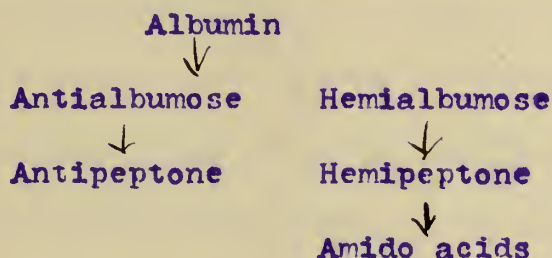 Albumin
Antialbumose Hemialbumose
Antipeptone Hemipeptone
Amido acids